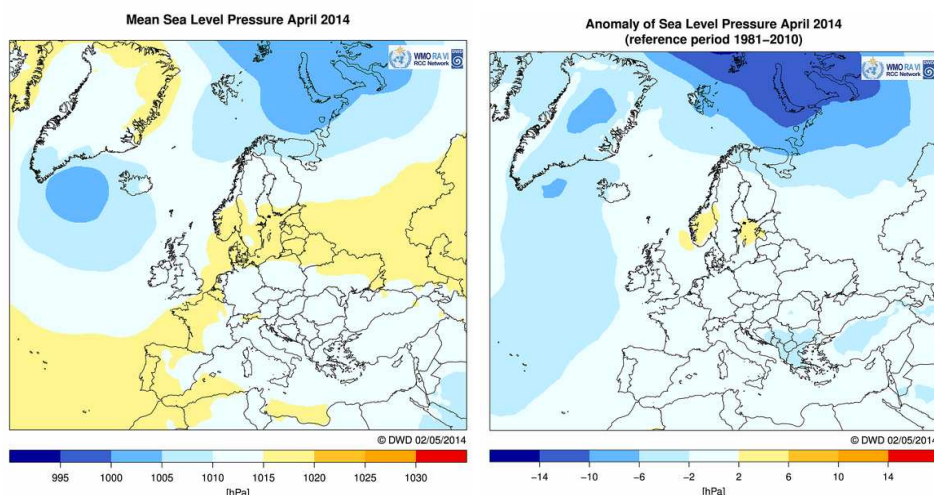 Mean Sea Level Pressure April 2014
WMO RA VI
RCC Network
© DWD 02/05/2014
995 1000 1005 1010 1015 1020 1025 1030
[hPa]
Anomaly of Sea Level Pressure April 2014
(reference period 1981−2010)
WMO RA VI
RCC Network
© DWD 02/05/2014
−14 −10 −6 −2 2 6 10 14
[hPa]